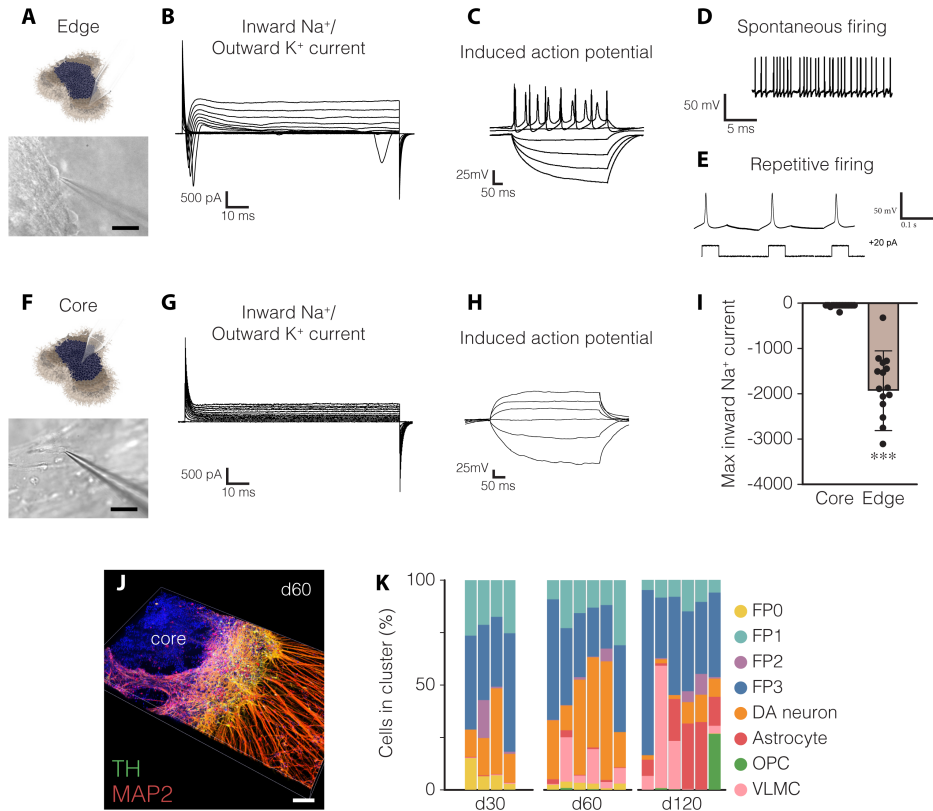 A
Edge
B
Inward Na⁺/
Outward K⁺ current
500 pA
10 ms
C
Induced action potential
25mV
50 ms
D
Spontaneous firing
50 mV
5 ms
E
Repetitive firing
50 mV
0.1 s
+20 pA
F
Core
G
Inward Na⁺/
Outward K⁺ current
500 pA
10 ms
H
Induced action potential
25mV
50 ms
I
Max inward Na⁺ current
0
-1000
-2000
-3000
-4000
***
Core Edge
J
d60
core
TH
MAP2
K
Cells in cluster (%)
100
50
0
d30 d60 d120
FP0
FP1
FP2
FP3
DA neuron
Astrocyte
OPC
VLMC